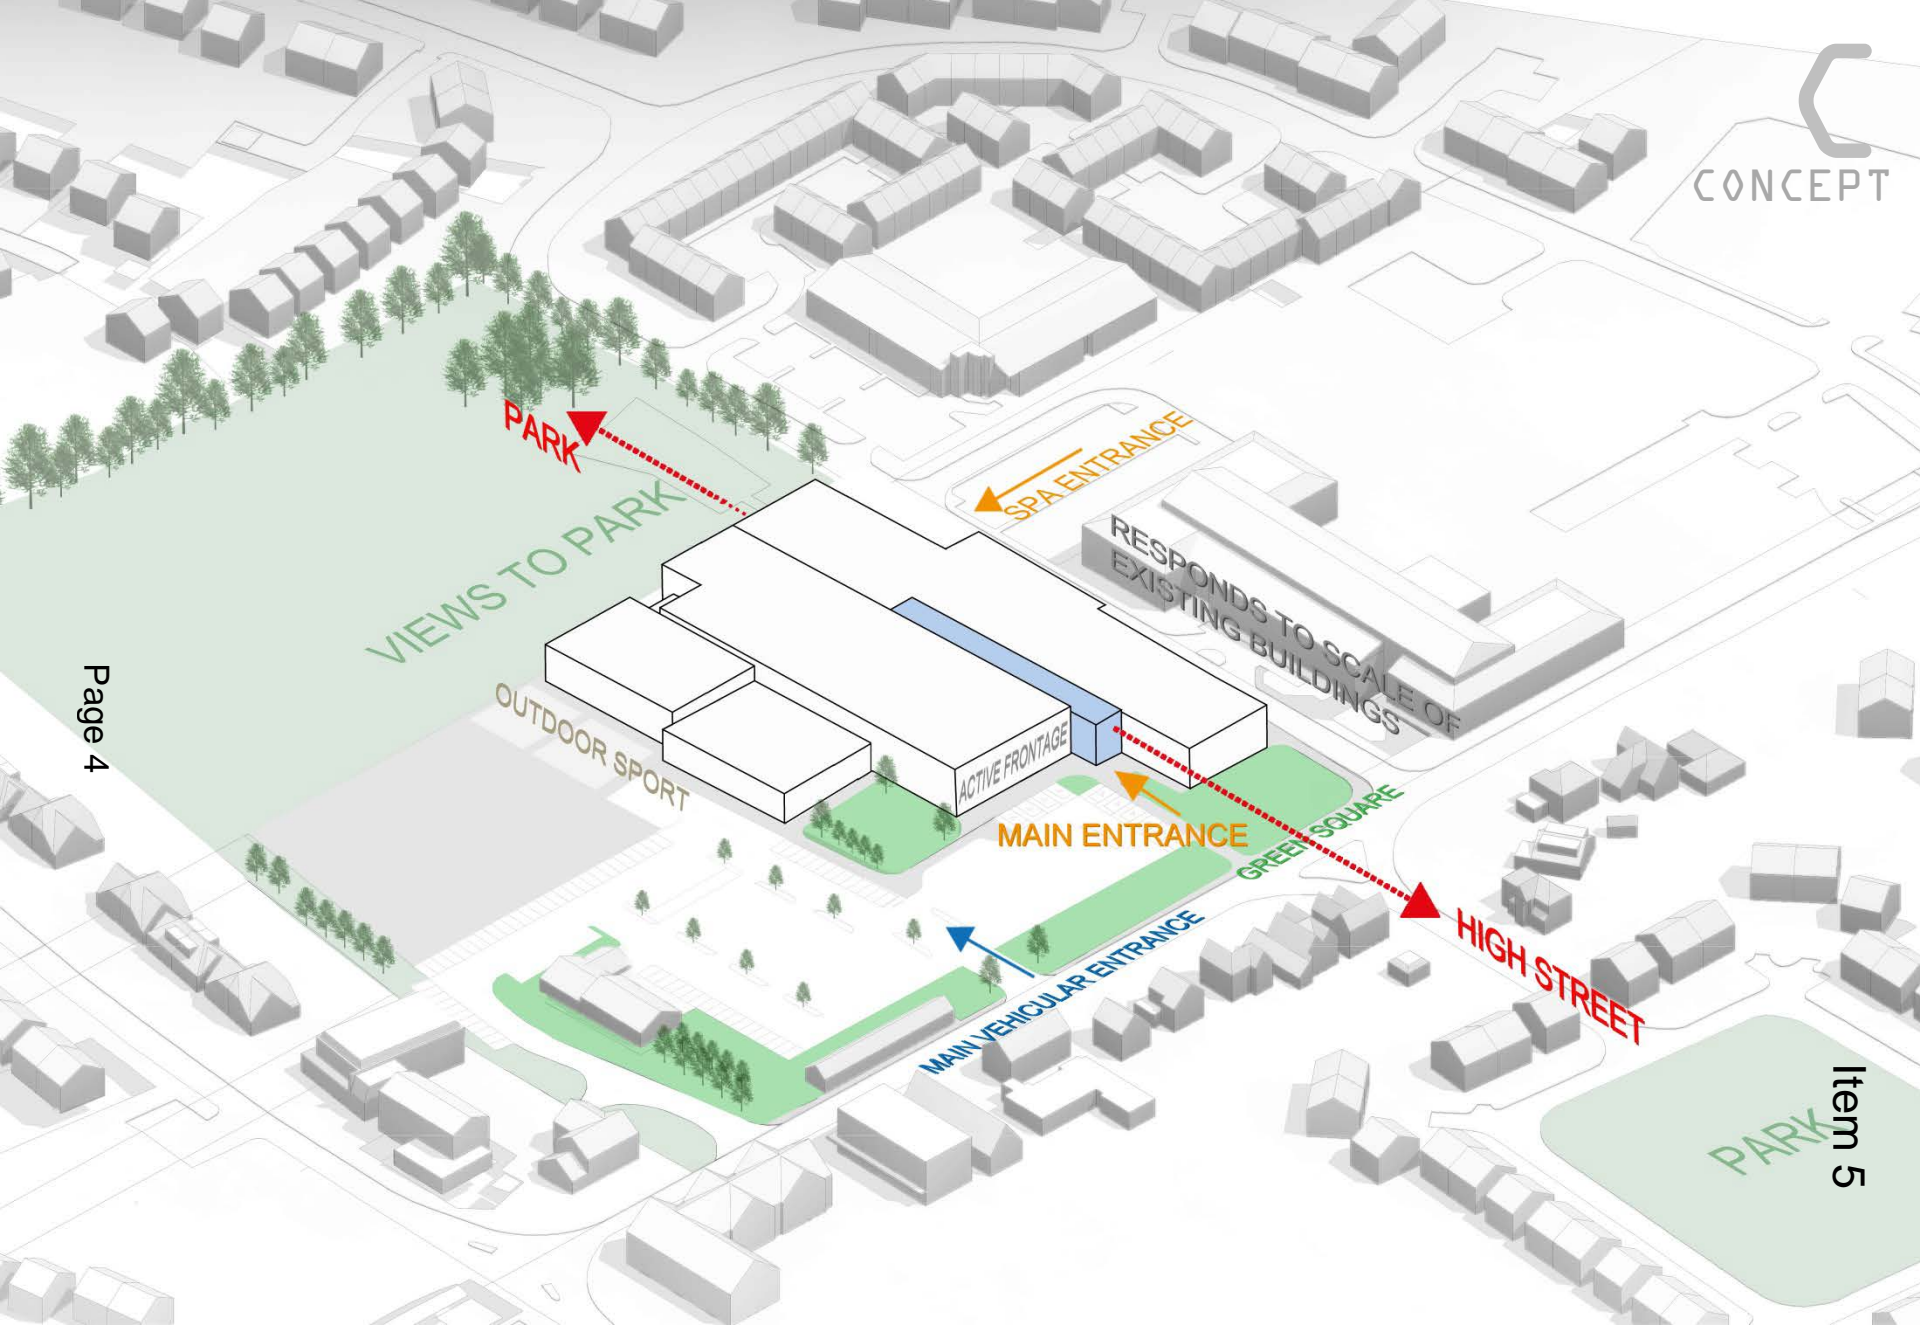 CONCEPT
PARK
SPA ENTRANCE
VIEWS TO PARK
RESPONDS TO SCALE OF
EXISTING BUILDINGS
Page 4
OUTDOOR SPORT
ACTIVE FRONTAGE
MAIN ENTRANCE
GREEN SQUARE
HIGH STREET
MAIN VEHICULAR ENTRANCE
PARK
Item 5